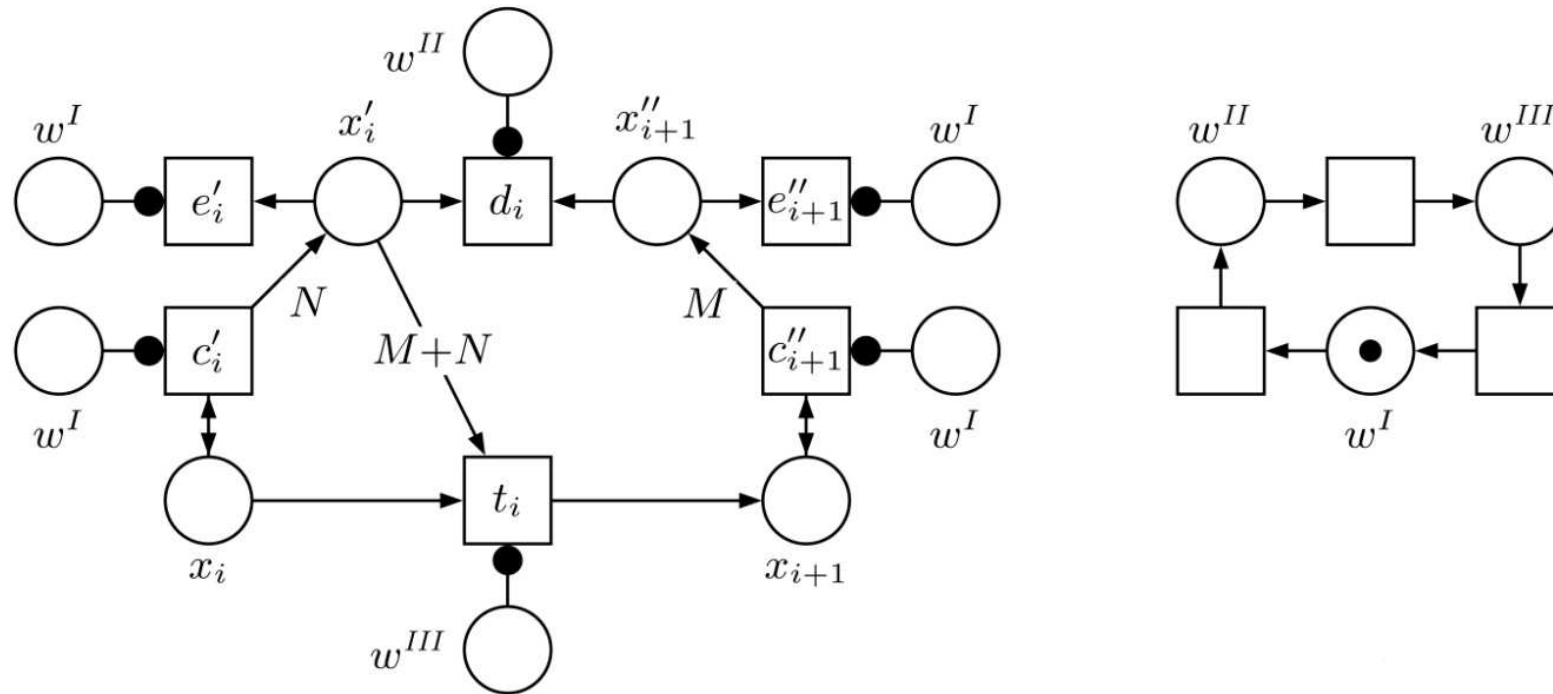 w^{II}
w^I x'_i x''_{i+1} w^I w^{II} w^{III}
e'_i d_i e''_{i+1}
N M
c'_i M+N c''_{i+1}
w^I w^I w^I
t_i
x_i x_{i+1}
w^{III}